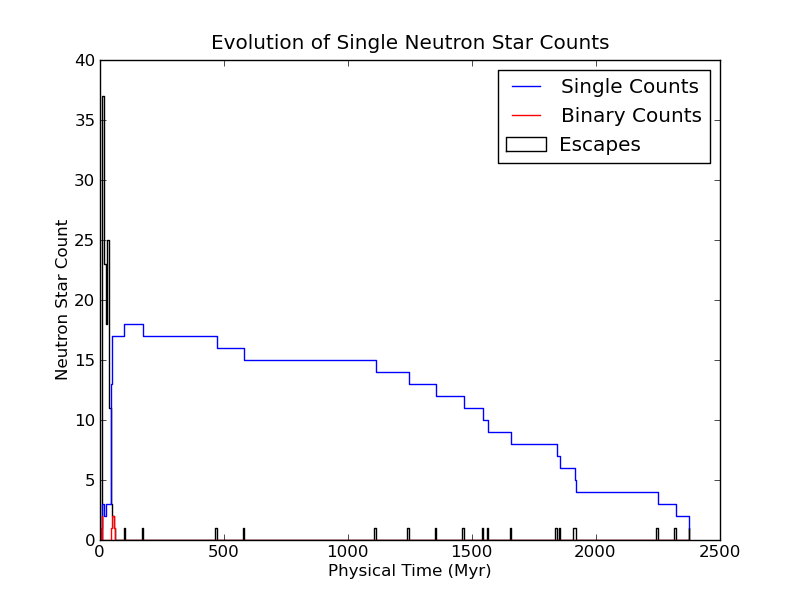 Evolution of Single Neutron Star Counts
Single Counts
Binary Counts
Escapes
Neutron Star Count
40
35
30
25
20
15
10
5
0
0 500 1000 1500 2000 2500
Physical Time (Myr)